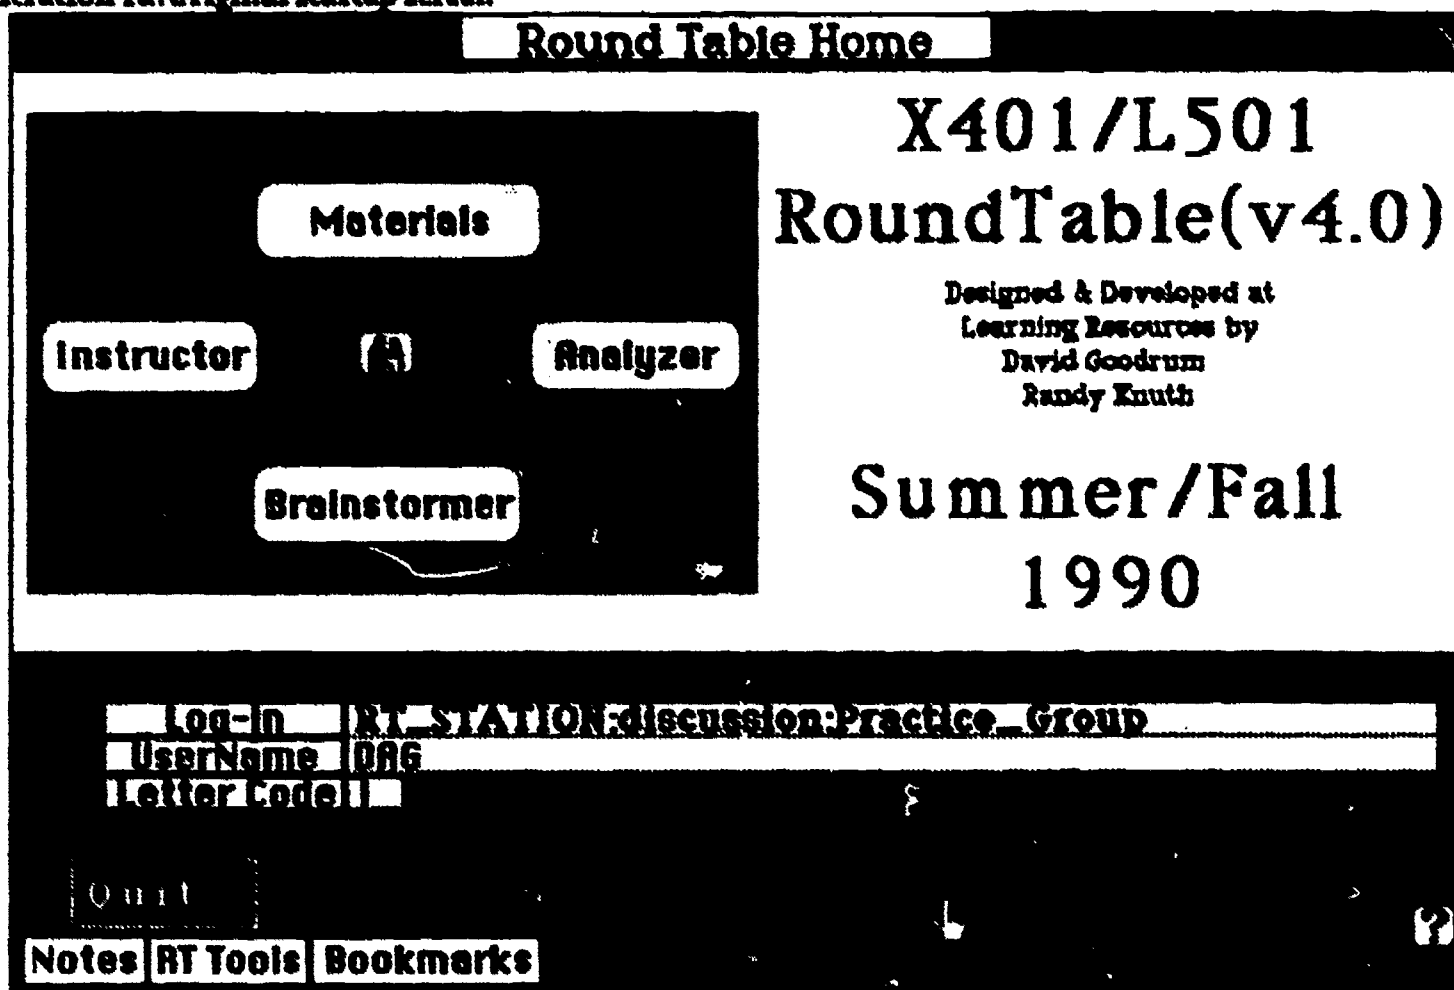 Round Table Home
X401/L501
RoundTable(v4.0)
Designed & Developed at
Learning Resources by
David Goodrum
Randy Knuth
Summer/Fall
1990
Materials
Instructor
Analyzer
Brainstormer
Log-In RT_STATION:discussion:Practice_Group
UserName DAG
Letter Code
Quit
?
Notes RT Tools Bookmarks